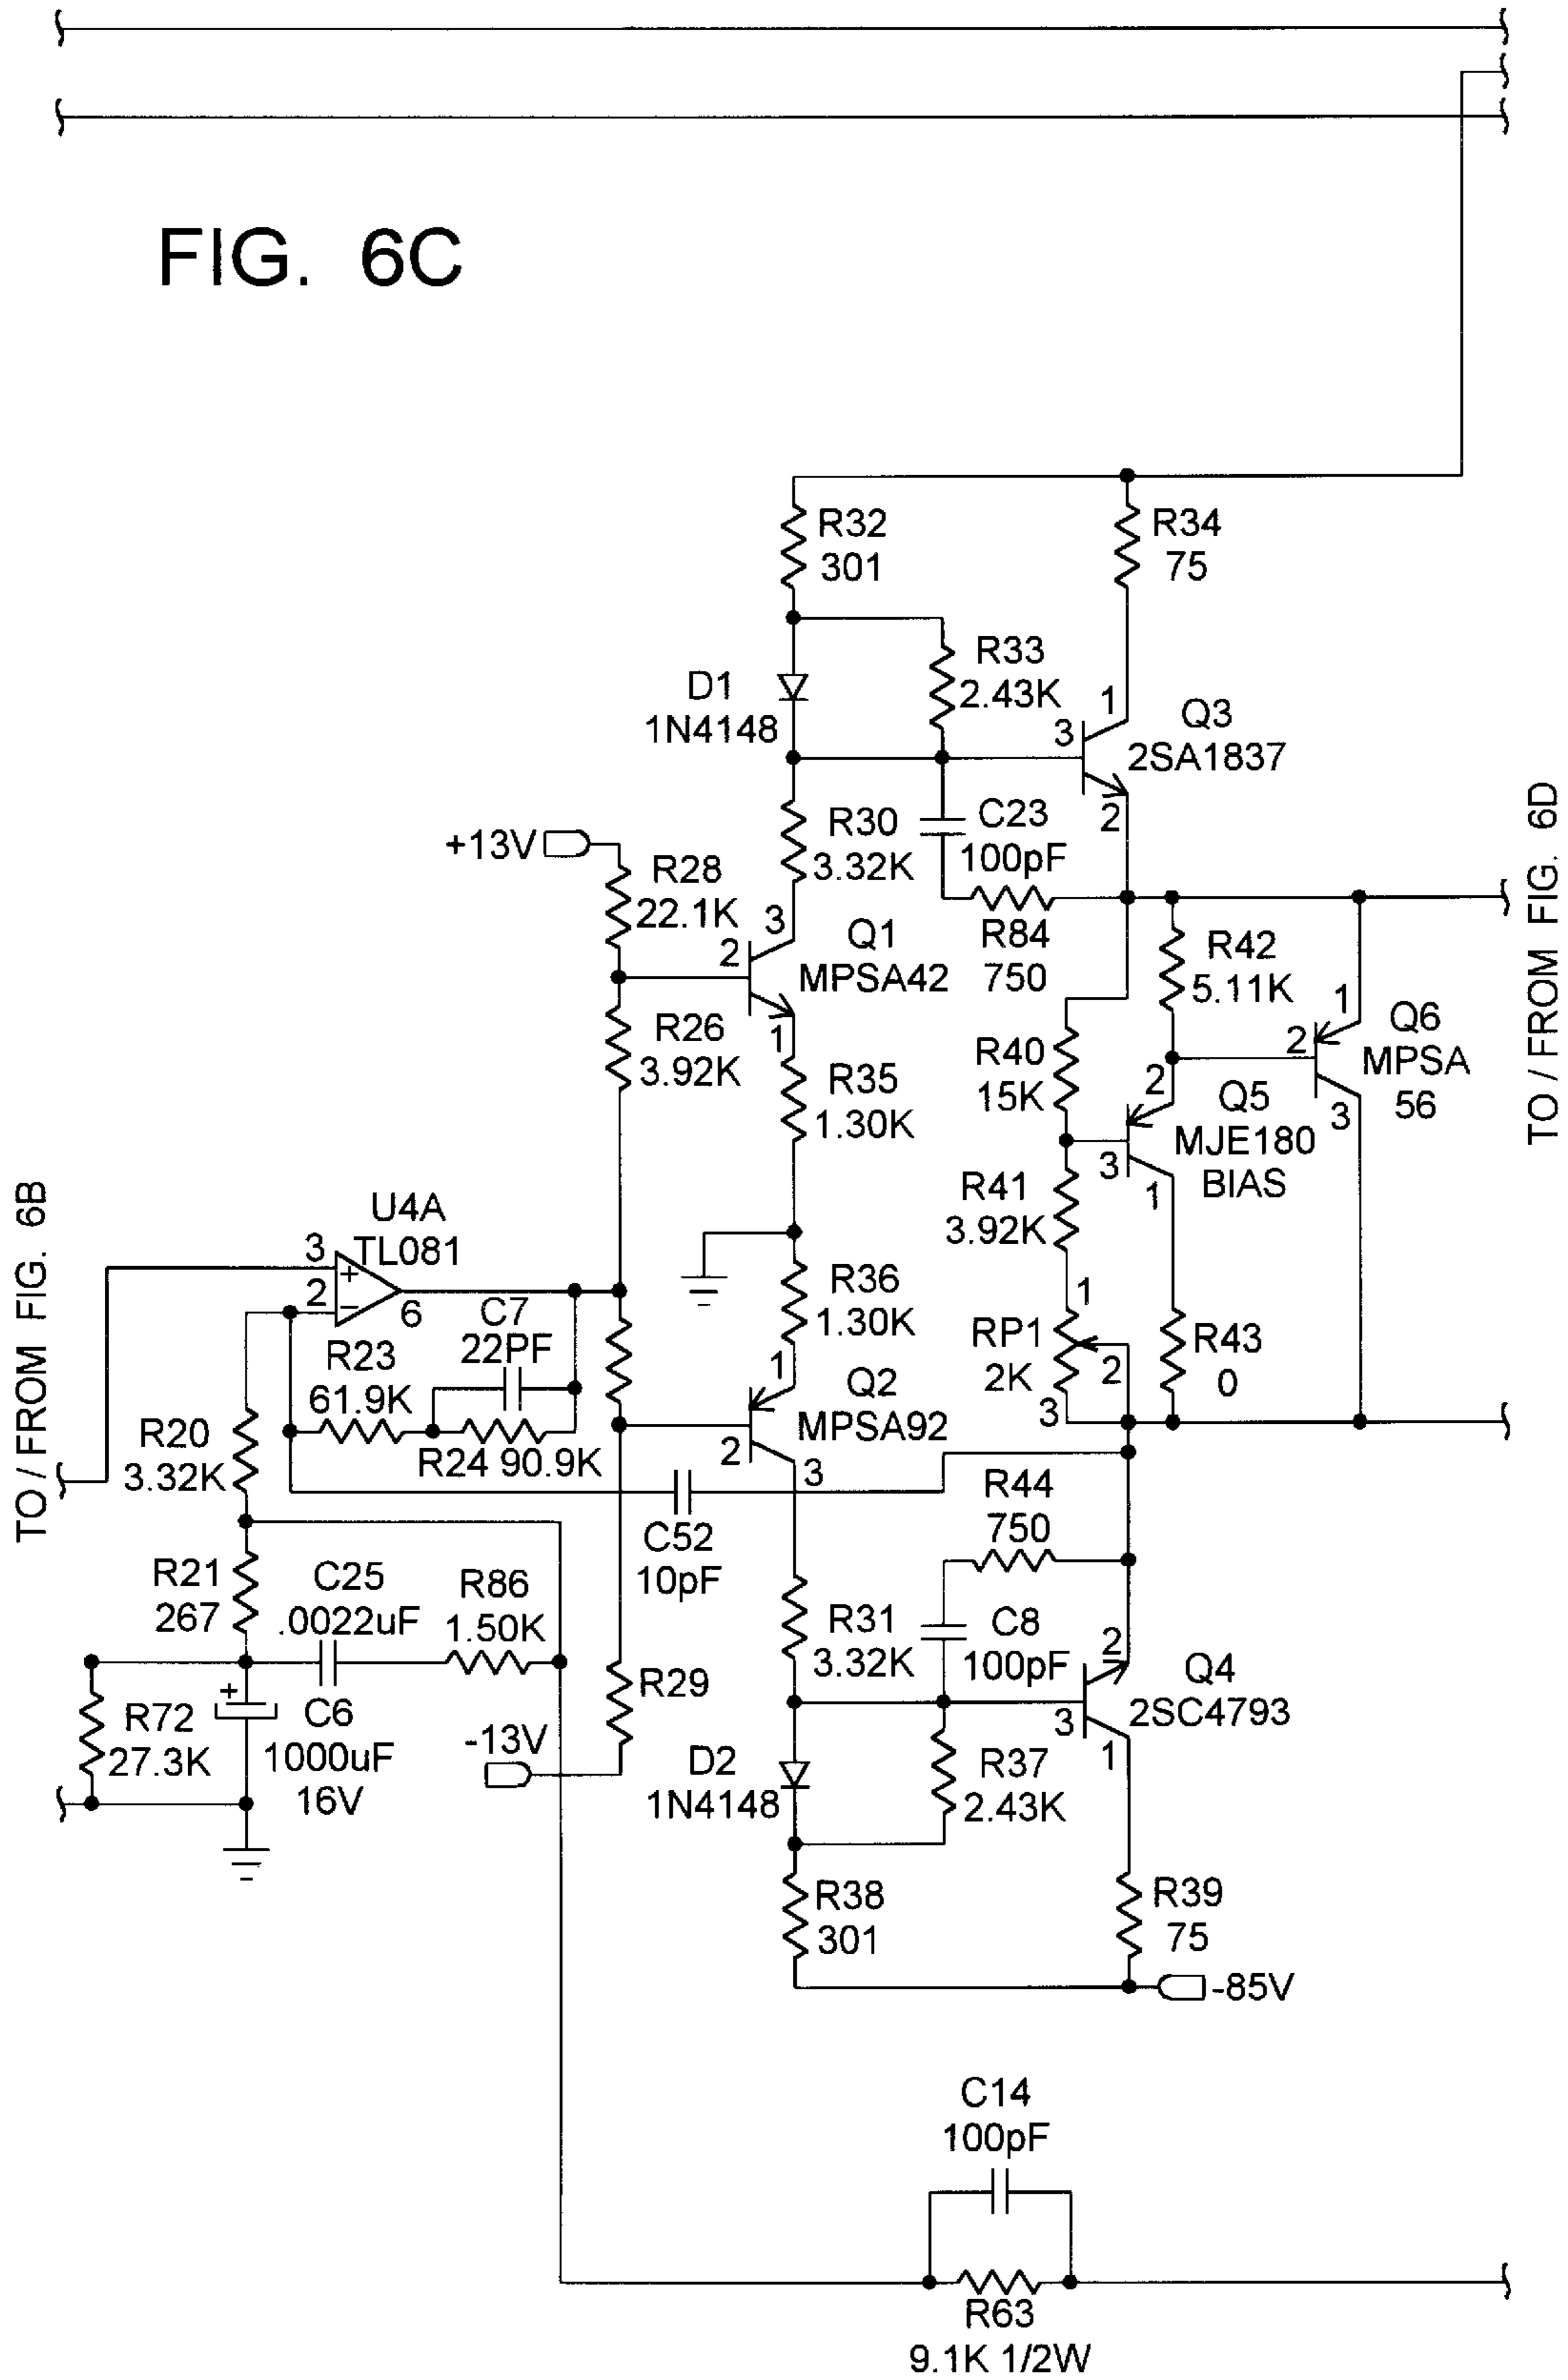 FIG. 6C
R32
301
R34
75
R33
2.43K
D1
1N4148
1
3
Q3
2SA1837
2
R30
3.32K
C23
100pF
+13V
R28
22.1K
3
2
Q1
MPSA42
1
R84
750
R42
5.11K
1
2
Q6
MPSA
56
3
TO / FROM FIG. 6D
R26
3.92K
R35
1.30K
R40
15K
2
Q5
MJE180
BIAS
3
1
R41
3.92K
TO / FROM FIG. 6B
U4A
TL081
3
+
2
−
6
R36
1.30K
1
RP1
2K
2
3
R43
0
C7
22PF
R23
61.9K
R24 90.9K
1
Q2
MPSA92
2
3
R20
3.32K
C52
10pF
R44
750
R21
267
C25
.0022uF
R86
1.50K
R31
3.32K
C8
100pF
2
Q4
2SC4793
3
1
R29
+
C6
1000uF
16V
R72
27.3K
-13V
D2
1N4148
R37
2.43K
R38
301
R39
75
-85V
C14
100pF
R63
9.1K 1/2W